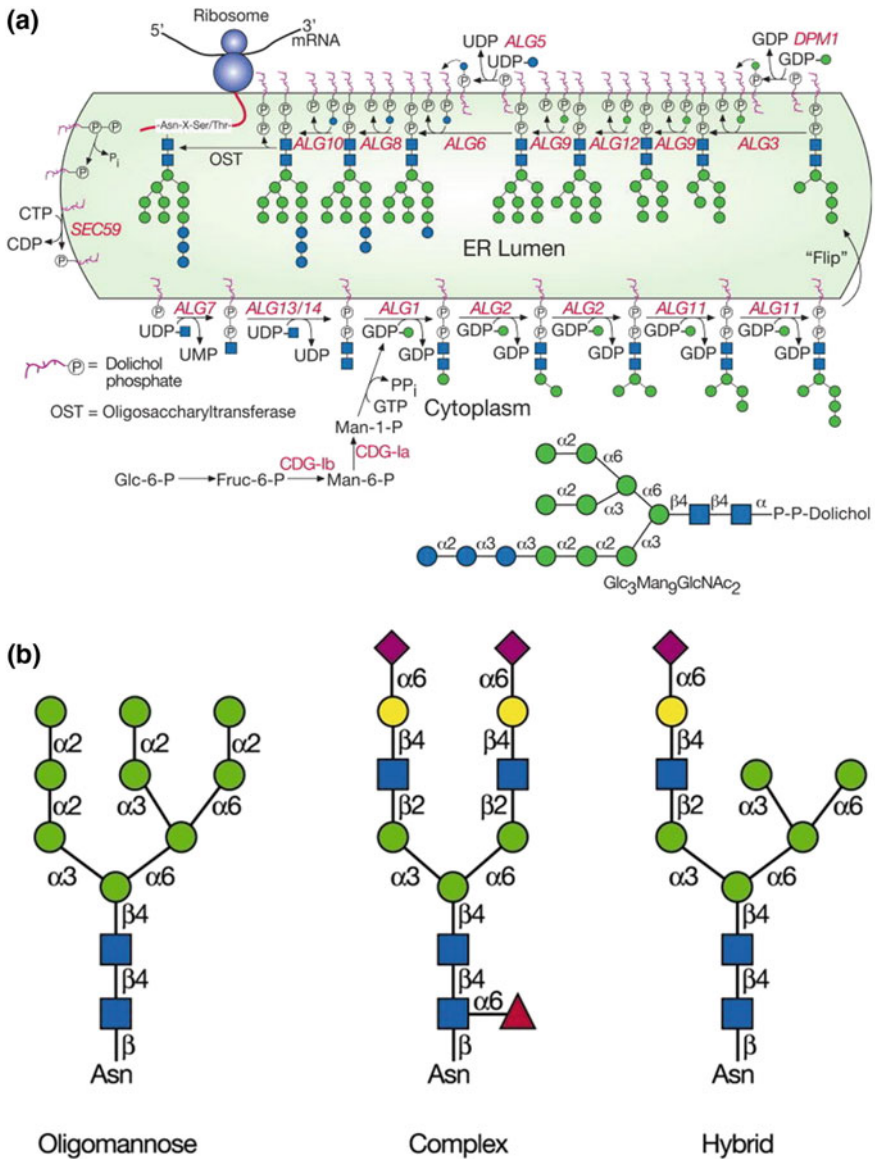 (a)
Ribosome
5′ 3′
mRNA
UDP ALG5
UDP-
GDP DPM1
GDP-
P P P P P P P P P P P
-Asn-X-Ser/Thr-
Pi
OST ALG10 ALG8 ALG6 ALG9 ALG12 ALG9 ALG3
CTP
SEC59
CDP
ER Lumen
"Flip"
ALG7 ALG13/14 ALG1 ALG2 ALG2 ALG11 ALG11
UDP- UDP- GDP- GDP- GDP- GDP- GDP-
UMP UDP GDP GDP GDP GDP GDP
P = Dolichol
phosphate
OST = Oligosaccharyltransferase
PPi
GTP
Cytoplasm
Man-1-P
CDG-Ib CDG-Ia
Glc-6-P Fruc-6-P Man-6-P
α2 α6
α2 α3 α6 β4 β4 α
P-P-Dolichol
α2 α3 α3 α2 α2 α3
Glc3Man9GlcNAc2
(b)
α6 α6 α6
α2 α2 α2 β4 β4 β4
α2 α3 α6 β2 β2 β2 α3 α6
α3 α6 α3 α6 α3 α6
β4 β4 β4
β4 β4 α6 β4
β β β
Asn Asn Asn
Oligomannose Complex Hybrid